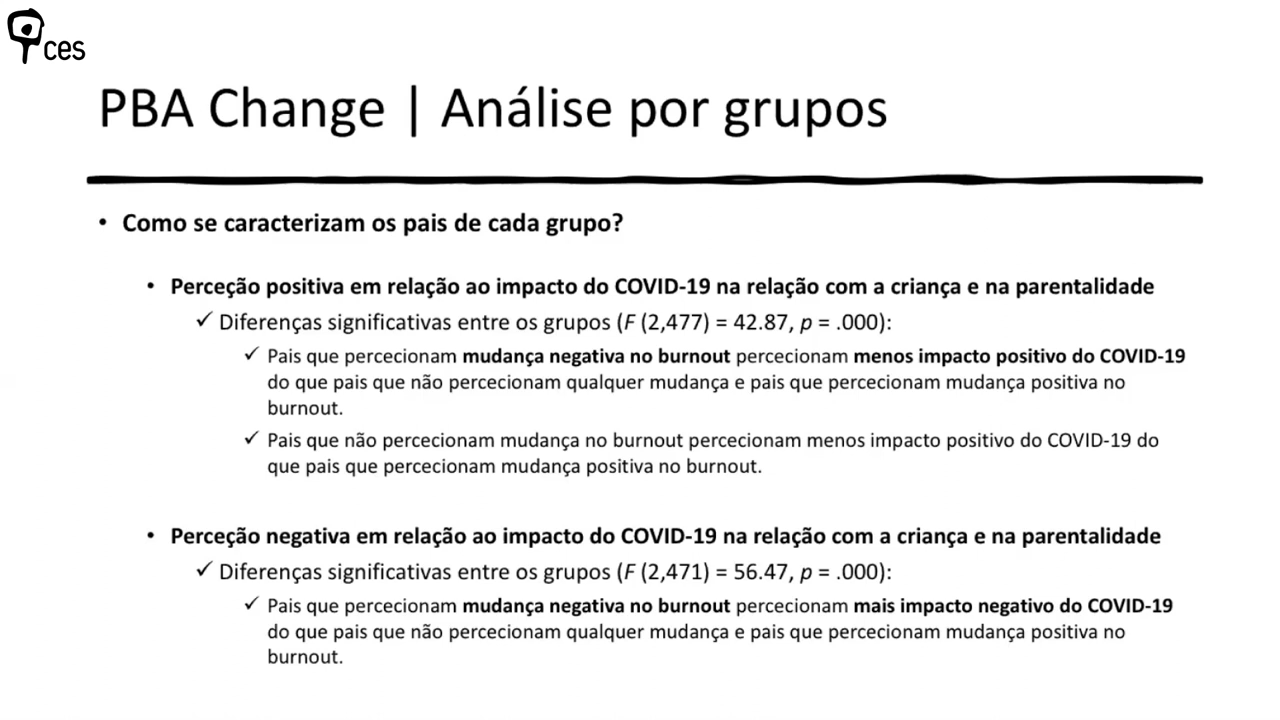 ces
PBA Change | Análise por grupos
• Como se caracterizam os pais de cada grupo?
• Perceção positiva em relação ao impacto do COVID-19 na relação com a criança e na parentalidade
✓ Diferenças significativas entre os grupos (F (2,477) = 42.87, p = .000):
✓ Pais que percecionam mudança negativa no burnout percecionam menos impacto positivo do COVID-19
do que pais que não percecionam qualquer mudança e pais que percecionam mudança positiva no
burnout.
✓ Pais que não percecionam mudança no burnout percecionam menos impacto positivo do COVID-19 do
que pais que percecionam mudança positiva no burnout.
• Perceção negativa em relação ao impacto do COVID-19 na relação com a criança e na parentalidade
✓ Diferenças significativas entre os grupos (F (2,471) = 56.47, p = .000):
✓ Pais que percecionam mudança negativa no burnout percecionam mais impacto negativo do COVID-19
do que pais que não percecionam qualquer mudança e pais que percecionam mudança positiva no
burnout.